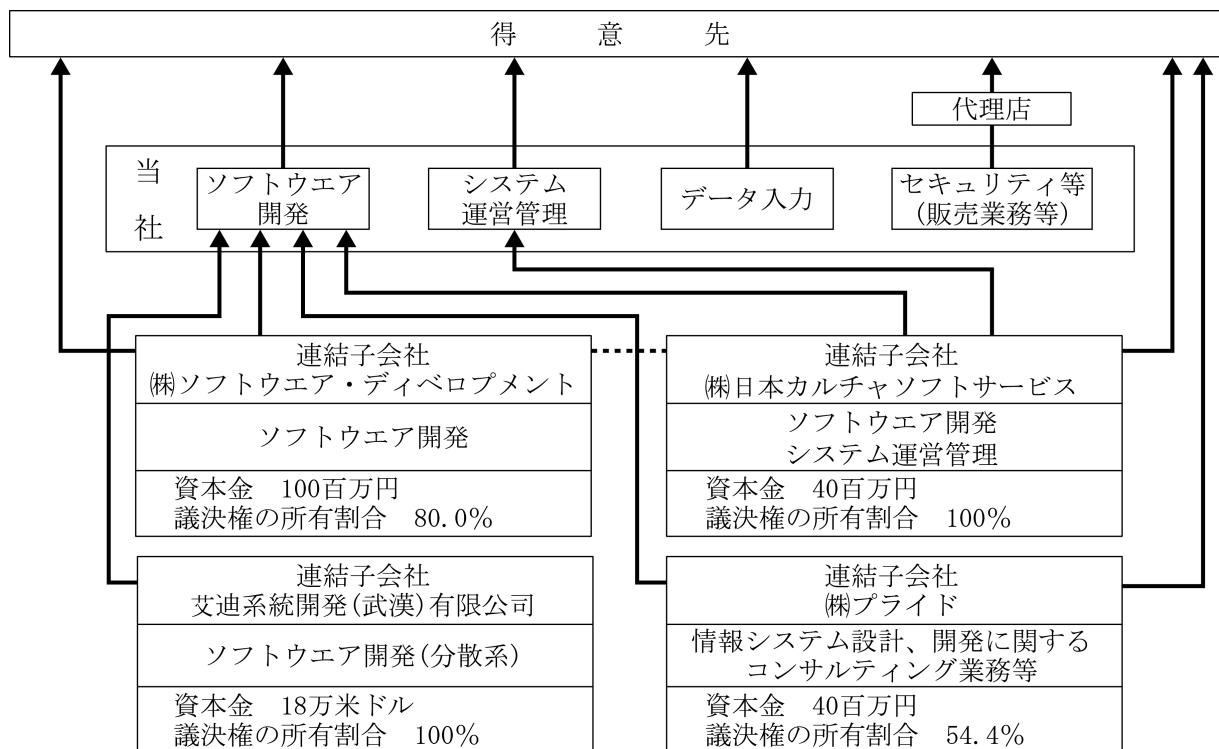 得意先
代理店
当社
ソフトウエア
開発
システム
運営管理
データ入力
セキュリティ等
(販売業務等)
連結子会社
㈱ソフトウエア・ディベロプメント
ソフトウエア開発
資本金 100百万円
議決権の所有割合 80.0%
連結子会社
㈱日本カルチャソフトサービス
ソフトウエア開発
システム運営管理
資本金 40百万円
議決権の所有割合 100%
連結子会社
艾迪系統開発(武漢)有限公司
ソフトウエア開発(分散系)
資本金 18万米ドル
議決権の所有割合 100%
連結子会社
㈱プライド
情報システム設計、開発に関する
コンサルティング業務等
資本金 40百万円
議決権の所有割合 54.4%